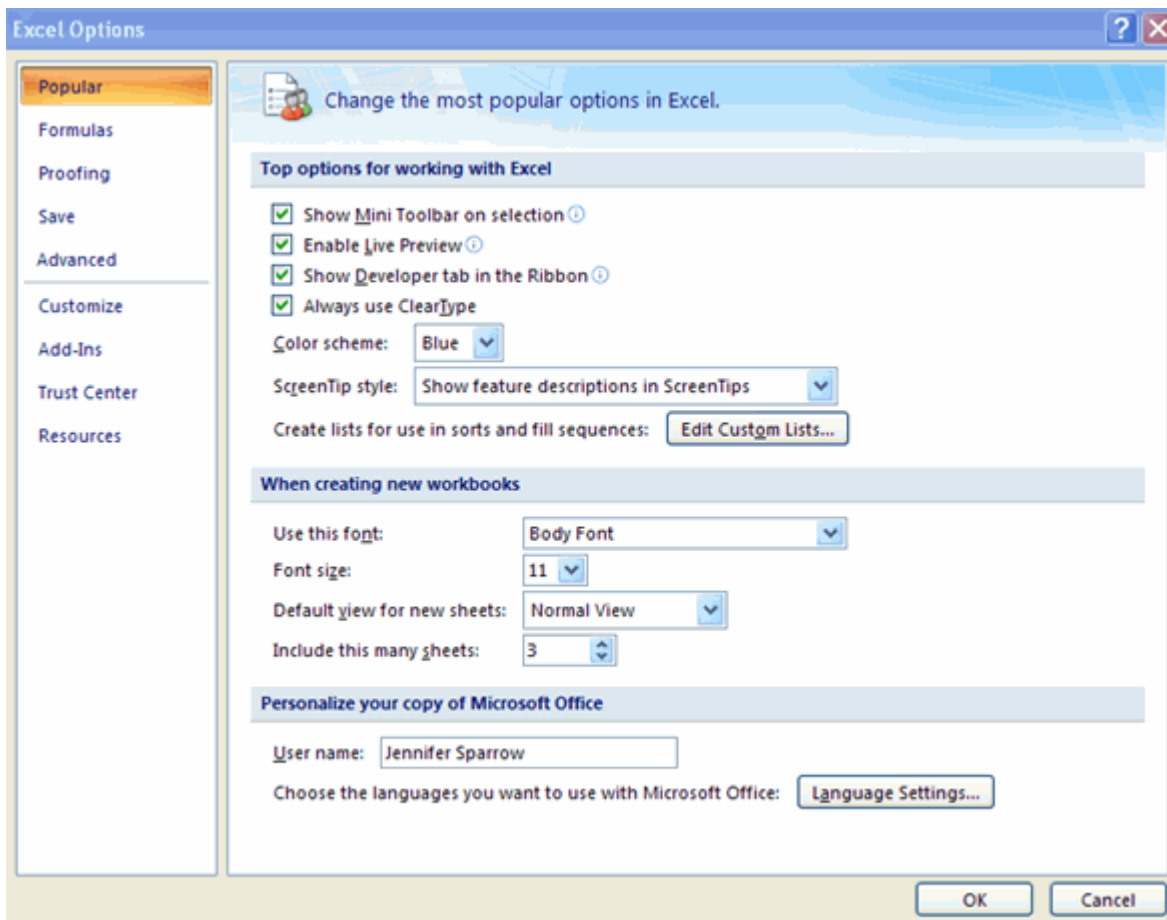 Excel Options
Popular
Formulas
Proofing
Save
Advanced
Customize
Add-Ins
Trust Center
Resources
Change the most popular options in Excel.
Top options for working with Excel
Show Mini Toolbar on selection
Enable Live Preview
Show Developer tab in the Ribbon
Always use ClearType
Color scheme: Blue
ScreenTip style: Show feature descriptions in ScreenTips
Create lists for use in sorts and fill sequences: Edit Custom Lists...
When creating new workbooks
Use this font: Body Font
Font size: 11
Default view for new sheets: Normal View
Include this many sheets: 3
Personalize your copy of Microsoft Office
User name: Jennifer Sparrow
Choose the languages you want to use with Microsoft Office: Language Settings...
OK Cancel